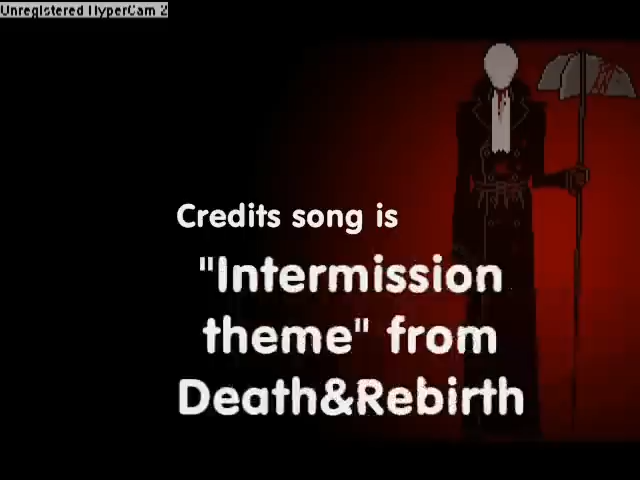 Unregistered HyperCam 2
Credits song is
"Intermission
theme" from
Death&Rebirth